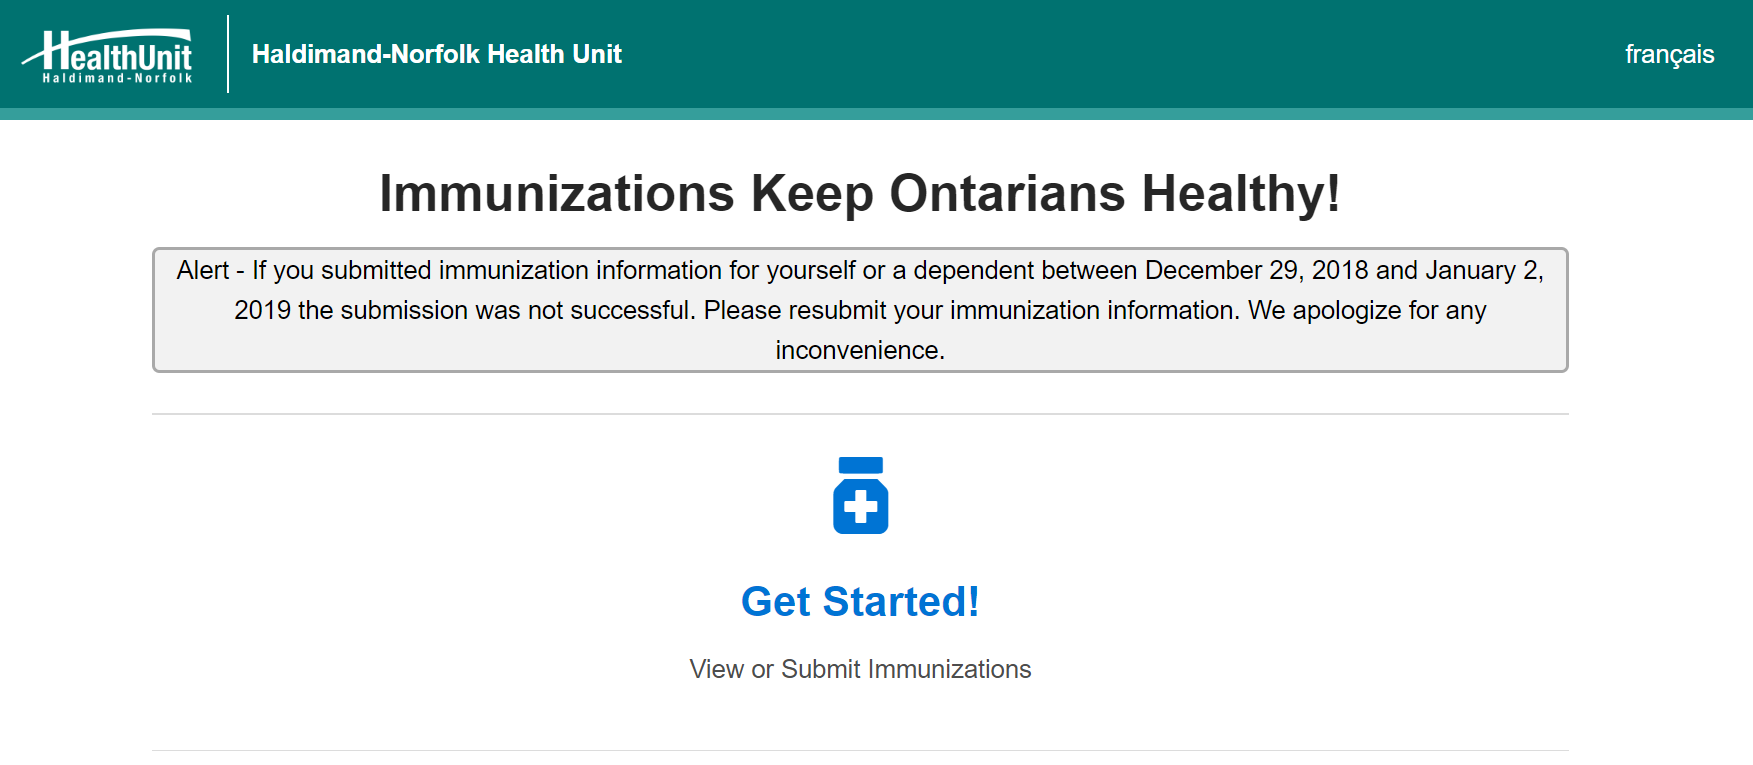 HealthUnit
Haldimand-Norfolk
Haldimand-Norfolk Health Unit
français
Immunizations Keep Ontarians Healthy!
Alert - If you submitted immunization information for yourself or a dependent between December 29, 2018 and January 2,
2019 the submission was not successful. Please resubmit your immunization information. We apologize for any
inconvenience.
Get Started!
View or Submit Immunizations